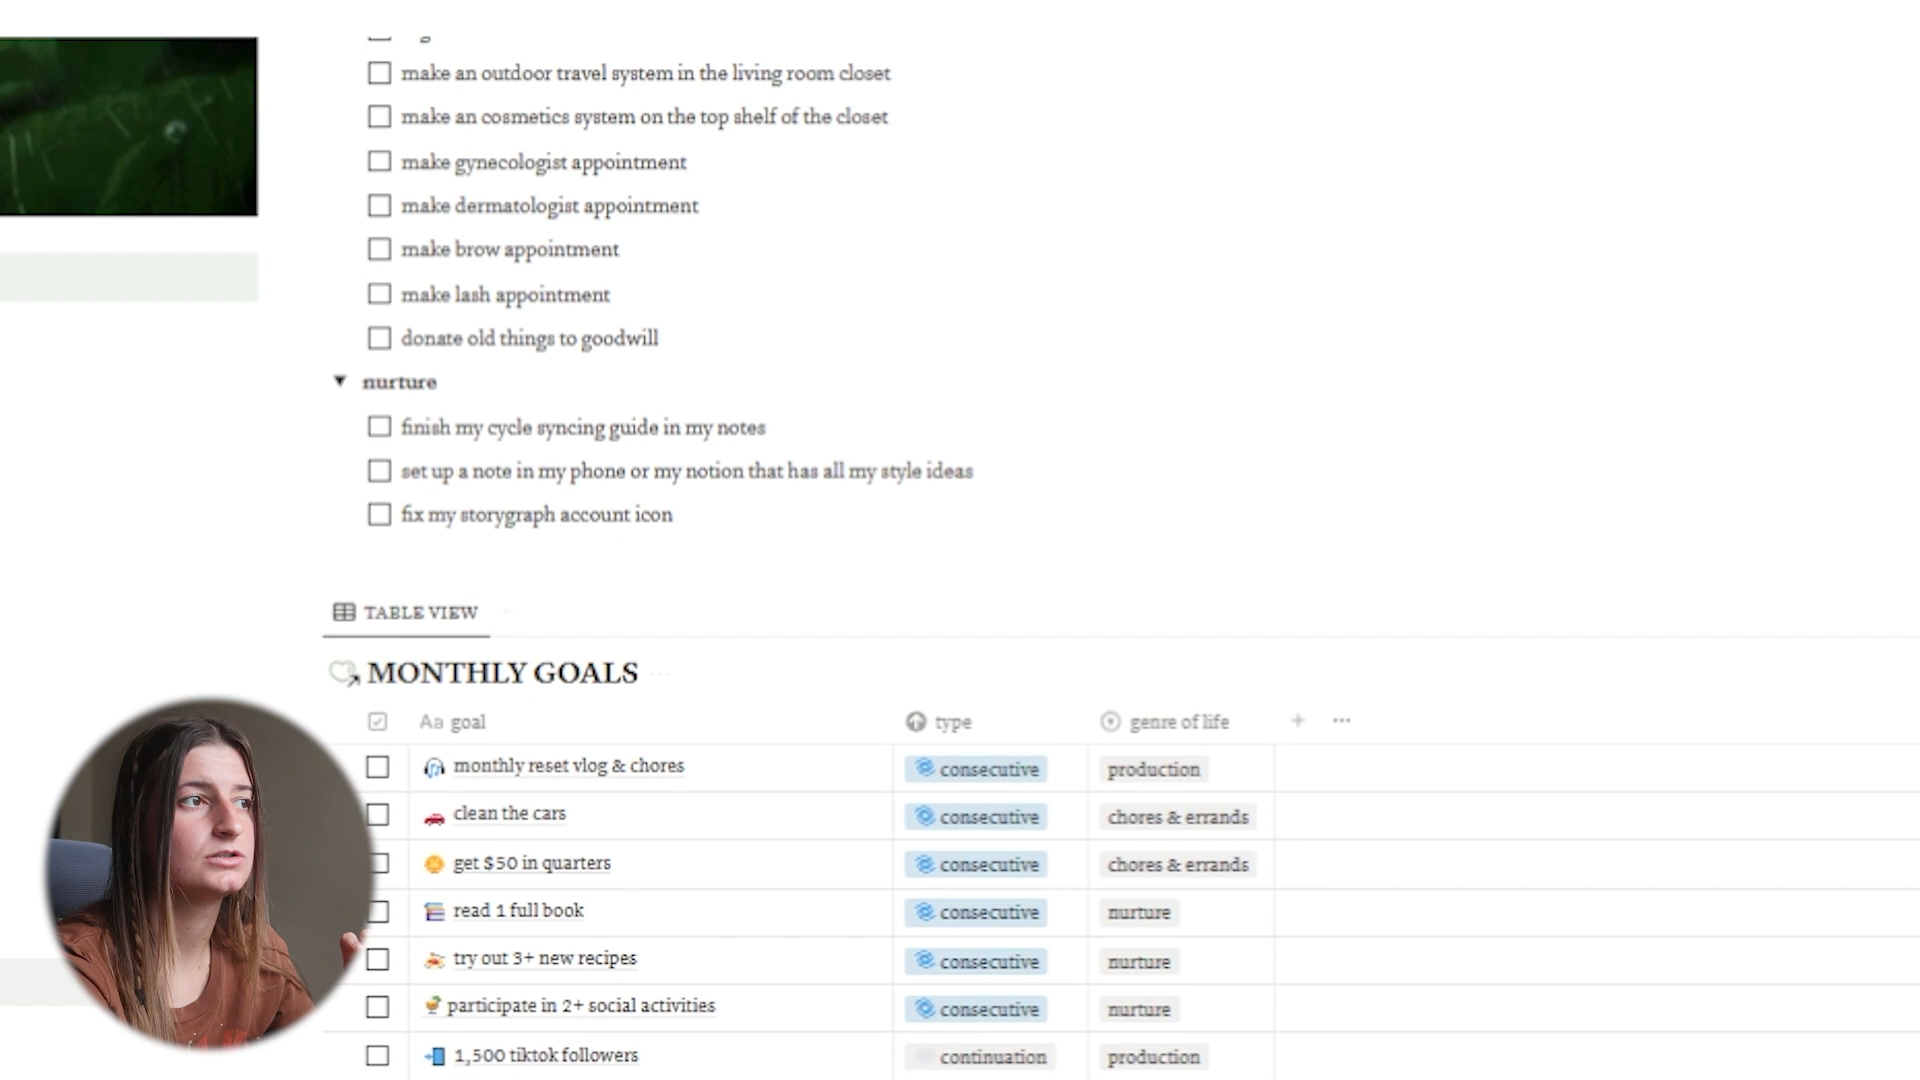 make an outdoor travel system in the living room closet
make an cosmetics system on the top shelf of the closet
make gynecologist appointment
make dermatologist appointment
make brow appointment
make lash appointment
donate old things to goodwill
nurture
finish my cycle syncing guide in my notes
set up a note in my phone or my notion that has all my style ideas
fix my storygraph account icon
TABLE VIEW
MONTHLY GOALS
Aa goal type genre of life
monthly reset vlog & chores consecutive production
clean the cars consecutive chores & errands
get $50 in quarters consecutive chores & errands
read 1 full book consecutive nurture
try out 3+ new recipes consecutive nurture
participate in 2+ social activities consecutive nurture
1,500 tiktok followers continuation production